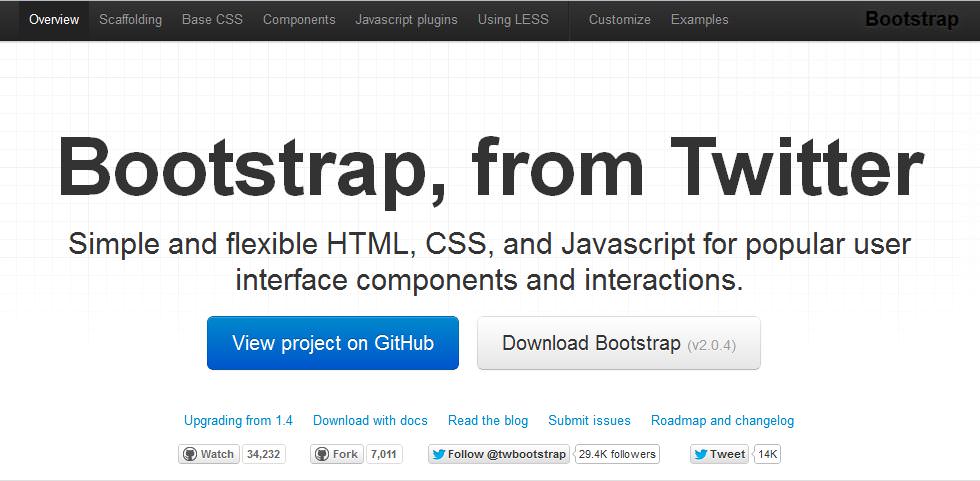 Overview Scaffolding Base CSS Components Javascript plugins Using LESS Customize Examples Bootstrap
Bootstrap, from Twitter
Simple and flexible HTML, CSS, and Javascript for popular user
interface components and interactions.
View project on GitHub Download Bootstrap (v2.0.4)
Upgrading from 1.4 Download with docs Read the blog Submit issues Roadmap and changelog
Watch 34,232 Fork 7,011 Follow @twbootstrap 29.4K followers Tweet 14K